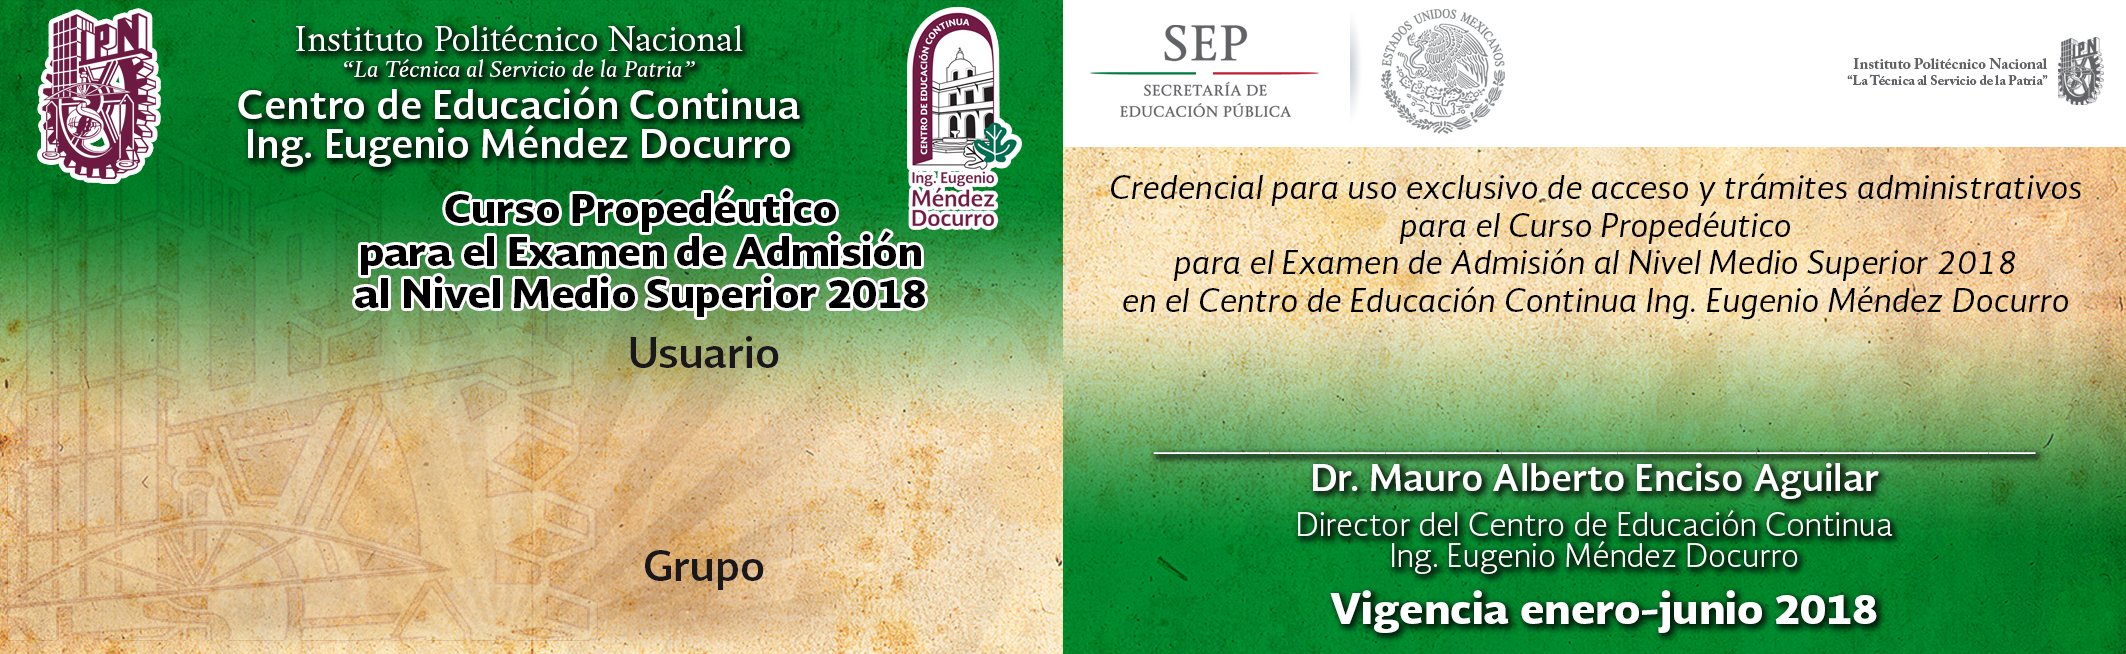 IPN
Instituto Politécnico Nacional
“La Técnica al Servicio de la Patria”
Centro de Educación Continua
Ing. Eugenio Méndez Docurro
CENTRO DE EDUCACIÓN CONTINUA
Ing. Eugenio
Méndez
Docurro
Curso Propedéutico
para el Examen de Admisión
al Nivel Medio Superior 2018
Usuario
Grupo
SEP
SECRETARÍA DE
EDUCACIÓN PÚBLICA
ESTADOS UNIDOS MEXICANOS
Instituto Politécnico Nacional
“La Técnica al Servicio de la Patria”
IPN
Credencial para uso exclusivo de acceso y trámites administrativos
para el Curso Propedéutico
para el Examen de Admisión al Nivel Medio Superior 2018
en el Centro de Educación Continua Ing. Eugenio Méndez Docurro
Dr. Mauro Alberto Enciso Aguilar
Director del Centro de Educación Continua
Ing. Eugenio Méndez Docurro
Vigencia enero-junio 2018